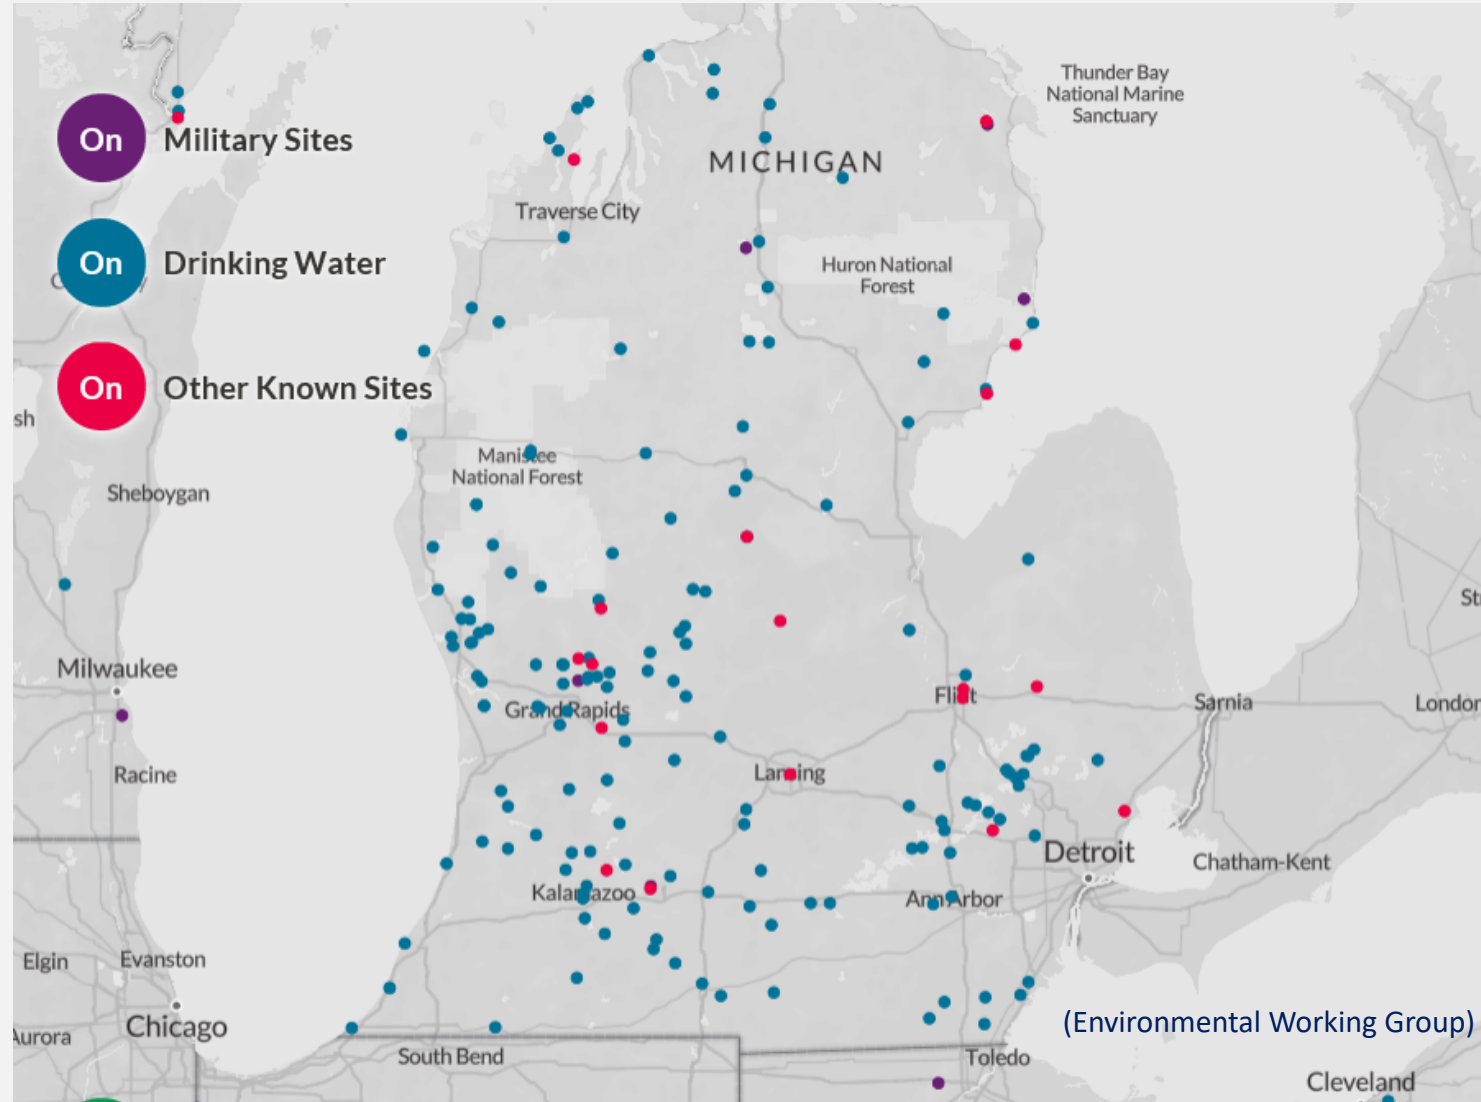 Thunder Bay
National Marine
Sanctuary
On Military Sites
MICHIGAN
Traverse City
On Drinking Water
Huron National
Forest
On Other Known Sites
sh
Manistee
National Forest
Sheboygan
Milwaukee
Grand Rapids
Flint
Sarnia
London
Racine
Lansing
Detroit
Chatham-Kent
Kalamazoo
Ann Arbor
Elgin
Evanston
Chicago
(Environmental Working Group)
Aurora
South Bend
Toledo
Cleveland